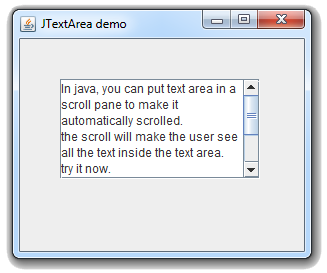 JTextArea demo
In java, you can put text area in a
scroll pane to make it
automatically scrolled.
the scroll will make the user see
all the text inside the text area.
try it now.